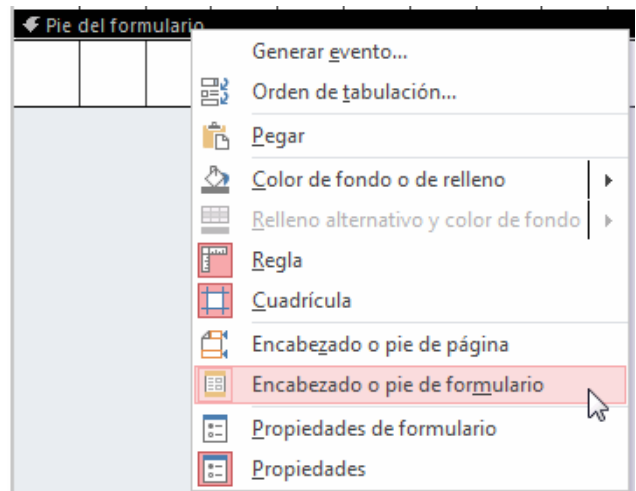 Pie del formulario
Generar evento...
Orden de tabulación...
Pegar
Color de fondo o de relleno
Relleno alternativo y color de fondo
Regla
Cuadrícula
Encabezado o pie de página
Encabezado o pie de formulario
Propiedades de formulario
Propiedades